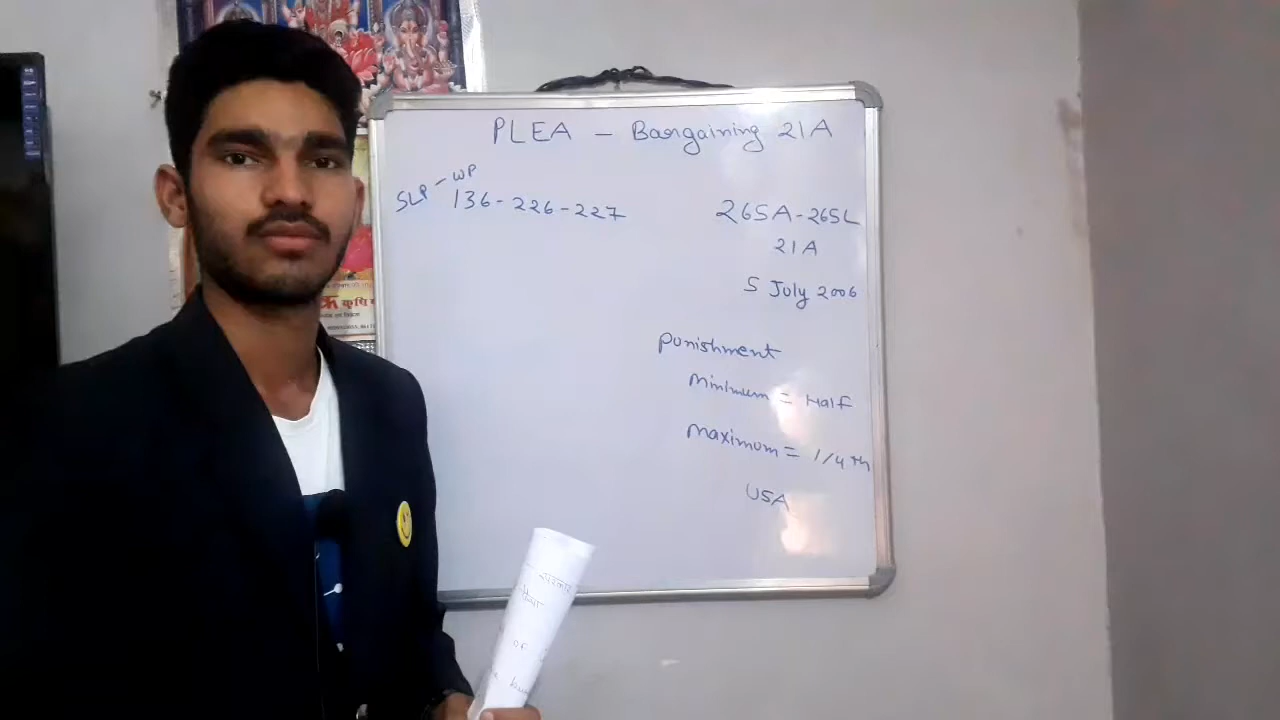 PLEA - Bargaining 21A
SLP - WP
136-226-227
265A-265L
21A
5 July 2006
Punishment
Minimum = Half
Maximum = 1/4 th
USA
कृषि
of